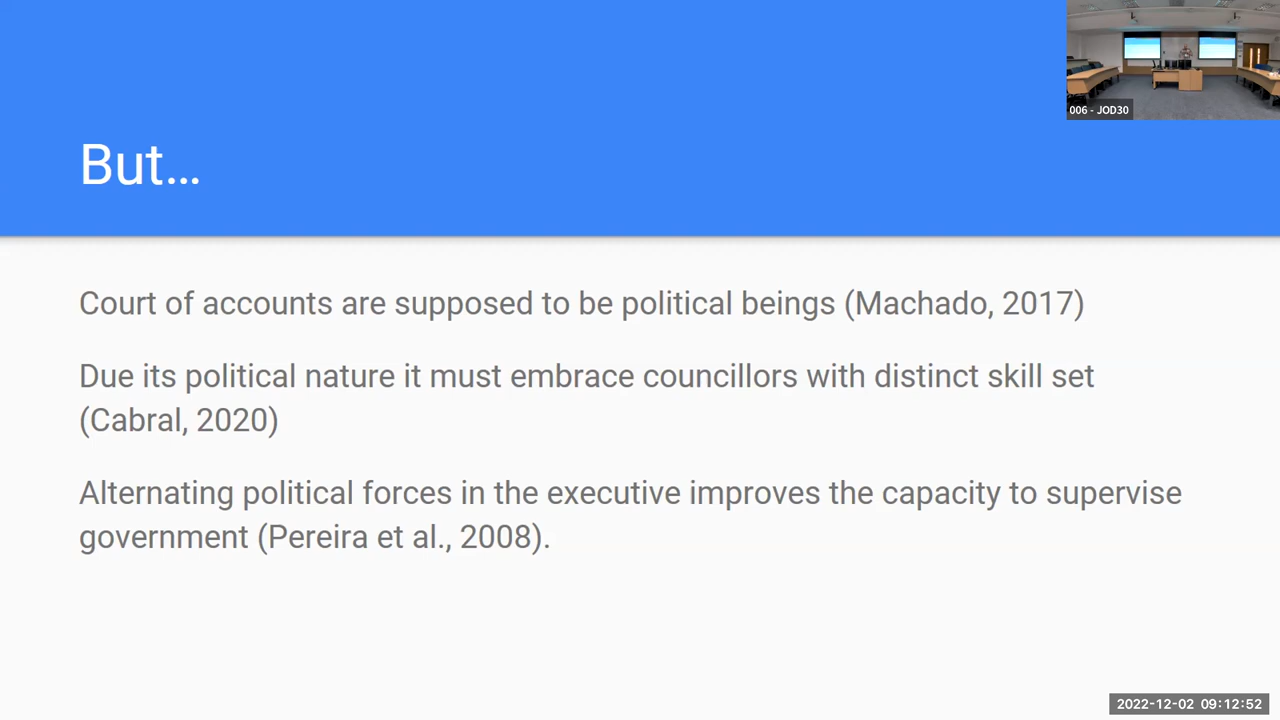 006 - JOD30
But...
Court of accounts are supposed to be political beings (Machado, 2017)
Due its political nature it must embrace councillors with distinct skill set
(Cabral, 2020)
Alternating political forces in the executive improves the capacity to supervise
government (Pereira et al., 2008).
2022-12-02 09:12:52